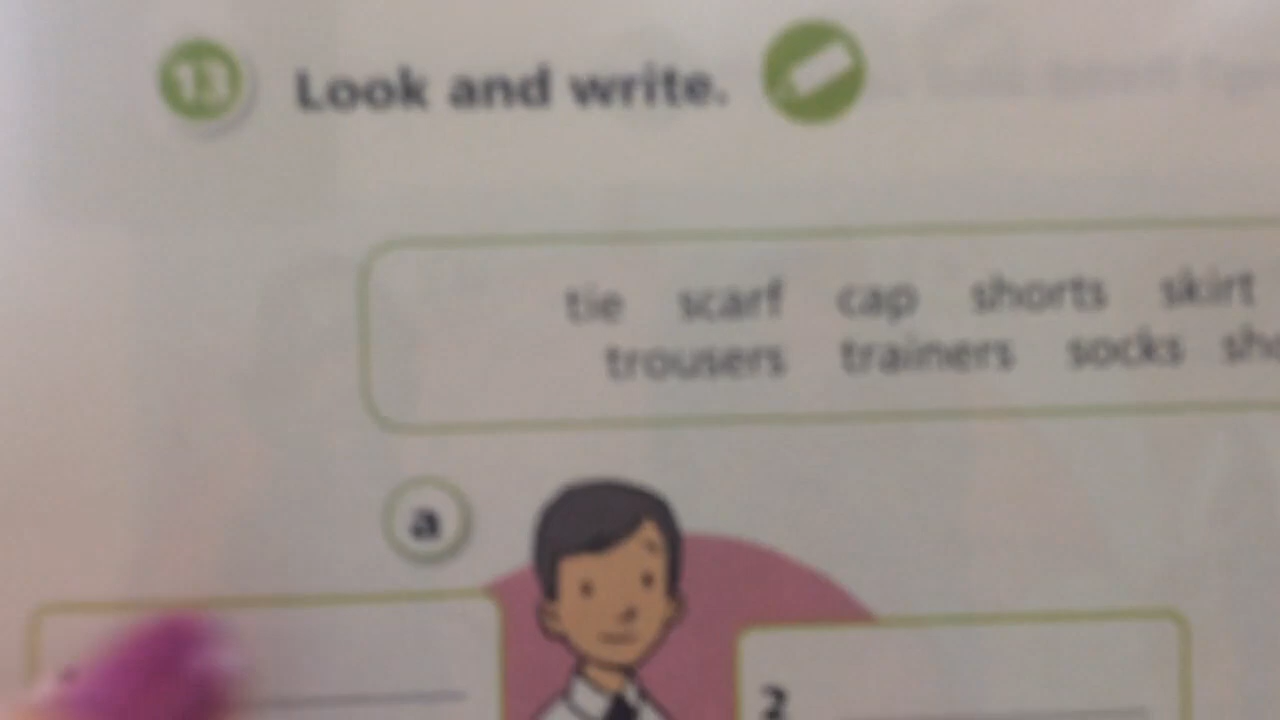 13 Look and write.
tie scarf cap shorts skirt
trousers trainers socks
a
2